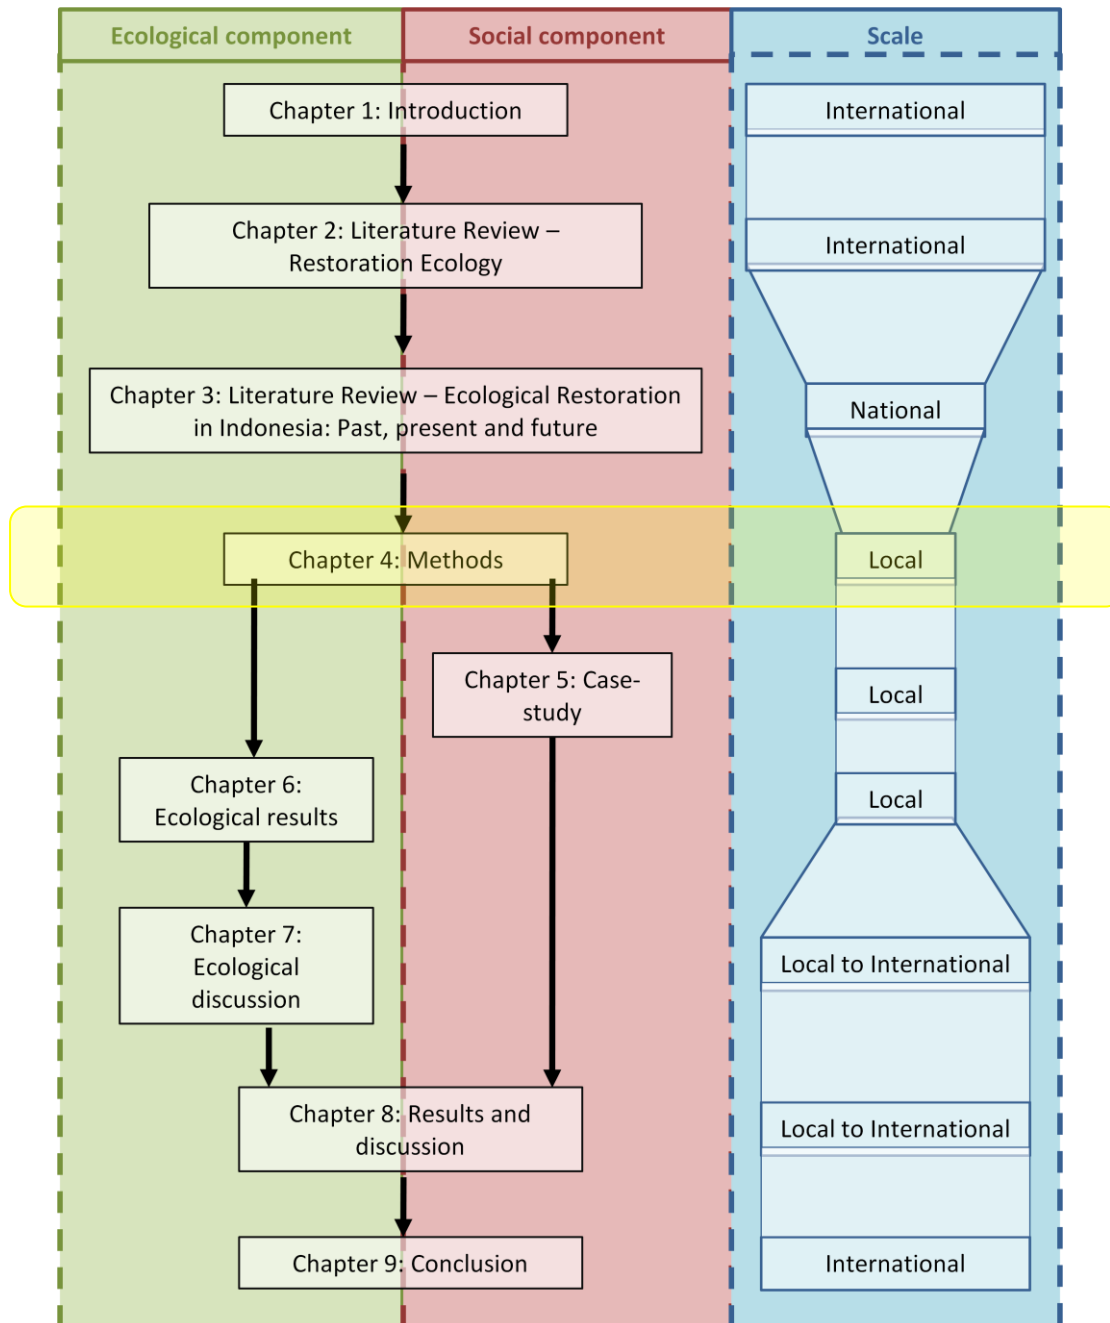 Ecological component
Social component
Scale
Chapter 1: Introduction
International
Chapter 2: Literature Review –
Restoration Ecology
International
Chapter 3: Literature Review – Ecological Restoration
in Indonesia: Past, present and future
National
Chapter 4: Methods
Local
Chapter 5: Case-
study
Local
Chapter 6:
Ecological results
Local
Chapter 7:
Ecological
discussion
Local to International
Chapter 8: Results and
discussion
Local to International
Chapter 9: Conclusion
International